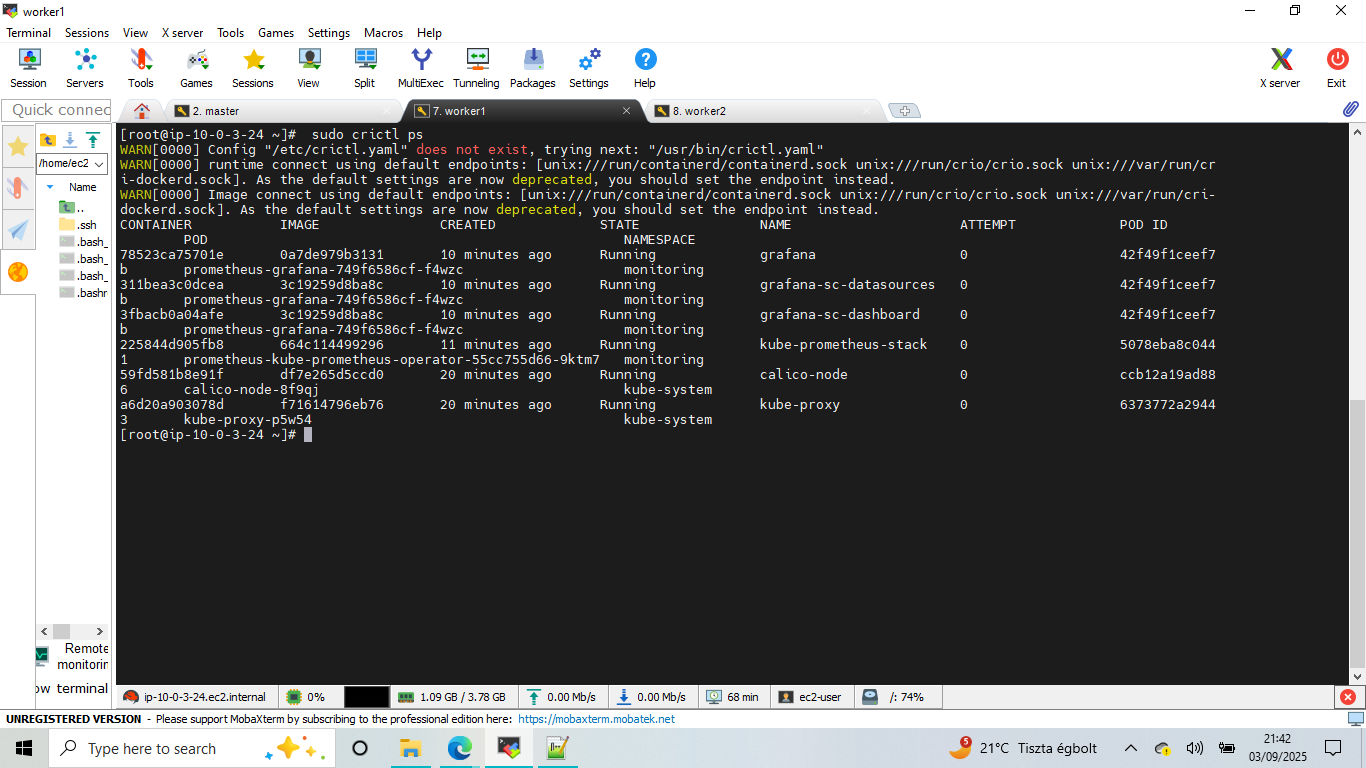 worker1
Terminal Sessions View X server Tools Games Settings Macros Help
Session Servers Tools Games Sessions View Split MultiExec Tunneling Packages Settings Help X server Exit
Quick connec
2. master 7. worker1 8. worker2
/home/ec2
Name
..
.ssh
.bash_
.bash_
.bash_
.bashr
[root@ip-10-0-3-24 ~]#  sudo crictl ps
WARN[0000] Config "/etc/crictl.yaml" does not exist, trying next: "/usr/bin/crictl.yaml"
WARN[0000] runtime connect using default endpoints: [unix:///run/containerd/containerd.sock unix:///run/crio/crio.sock unix:///var/run/cr
i-dockerd.sock]. As the default settings are now deprecated, you should set the endpoint instead.
WARN[0000] Image connect using default endpoints: [unix:///run/containerd/containerd.sock unix:///run/crio/crio.sock unix:///var/run/cri-
dockerd.sock]. As the default settings are now deprecated, you should set the endpoint instead.
CONTAINER IMAGE CREATED STATE NAME ATTEMPT POD ID
POD NAMESPACE
78523ca75701e 0a7de979b3131 10 minutes ago Running grafana 0 42f49f1ceef7
b prometheus-grafana-749f6586cf-f4wzc monitoring
311bea3c0dcea 3c19259d8ba8c 10 minutes ago Running grafana-sc-datasources 0 42f49f1ceef7
b prometheus-grafana-749f6586cf-f4wzc monitoring
3fbacb0a04afe 3c19259d8ba8c 10 minutes ago Running grafana-sc-dashboard 0 42f49f1ceef7
b prometheus-grafana-749f6586cf-f4wzc monitoring
225844d905fb8 664c114499296 11 minutes ago Running kube-prometheus-stack 0 5078eba8c044
1 prometheus-kube-prometheus-operator-55cc755d66-9ktm7 monitoring
59fd581b8e91f df7e265d5ccd0 20 minutes ago Running calico-node 0 ccb12a19ad88
6 calico-node-8f9qj kube-system
a6d20a903078d f71614796eb76 20 minutes ago Running kube-proxy 0 6373772a2944
3 kube-proxy-p5w54 kube-system
[root@ip-10-0-3-24 ~]#
Remote
monitorin
ow terminal
ip-10-0-3-24.ec2.internal 0% 1.09 GB / 3.78 GB 0.00 Mb/s 0.00 Mb/s 68 min ec2-user /: 74%
UNREGISTERED VERSION - Please support MobaXterm by subscribing to the professional edition here: https://mobaxterm.mobatek.net
Type here to search
5 21°C Tiszta égbolt
21:42
03/09/2025